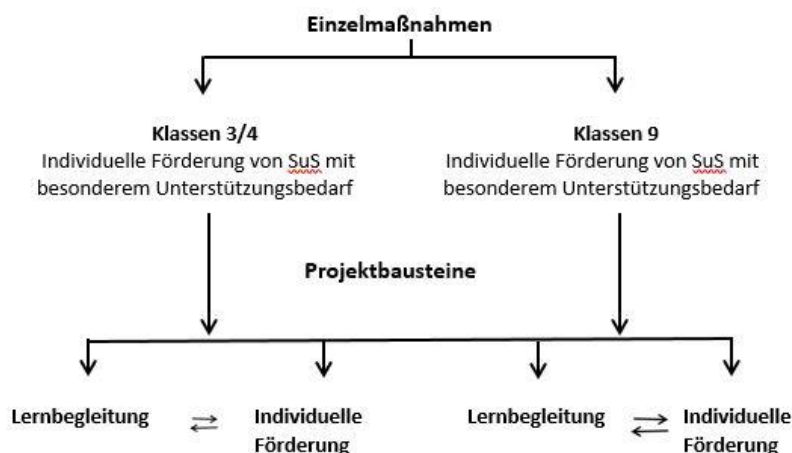 Einzelmaßnahmen
Klassen 3/4
Individuelle Förderung von SuS mit
besonderem Unterstützungsbedarf
Klassen 9
Individuelle Förderung von SuS mit
besonderem Unterstützungsbedarf
Projektbausteine
Lernbegleitung
Individuelle
Förderung
Lernbegleitung
Individuelle
Förderung